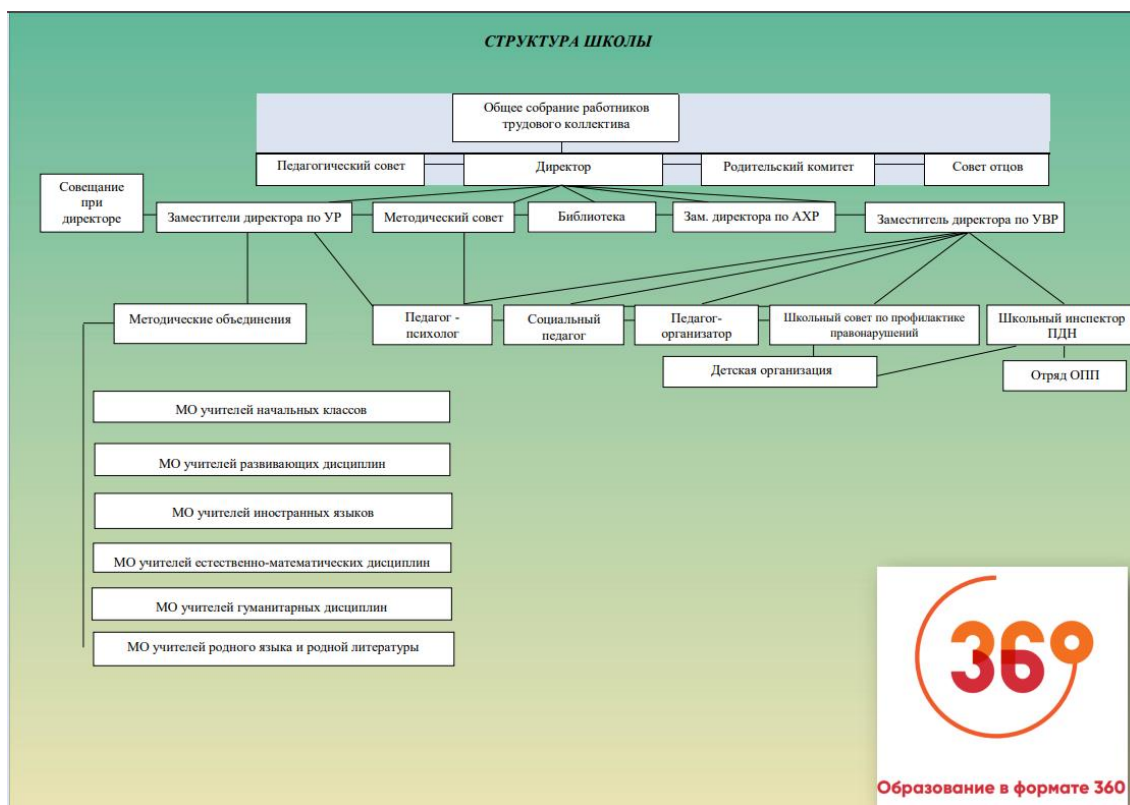 СТРУКТУРА ШКОЛЫ
Общее собрание работников
трудового коллектива
Педагогический совет
Директор
Родительский комитет
Совет отцов
Совещание
при
директоре
Заместители директора по УР
Методический совет
Библиотека
Зам. директора по АХР
Заместитель директора по УВР
Методические объединения
Педагог -
психолог
Социальный
педагог
Педагог-
организатор
Школьный совет по профилактике
правонарушений
Школьный инспектор
ПДН
Детская организация
Отряд ОПП
МО учителей начальных классов
МО учителей развивающих дисциплин
МО учителей иностранных языков
МО учителей естественно-математических дисциплин
МО учителей гуманитарных дисциплин
МО учителей родного языка и родной литературы
360
Образование в формате 360